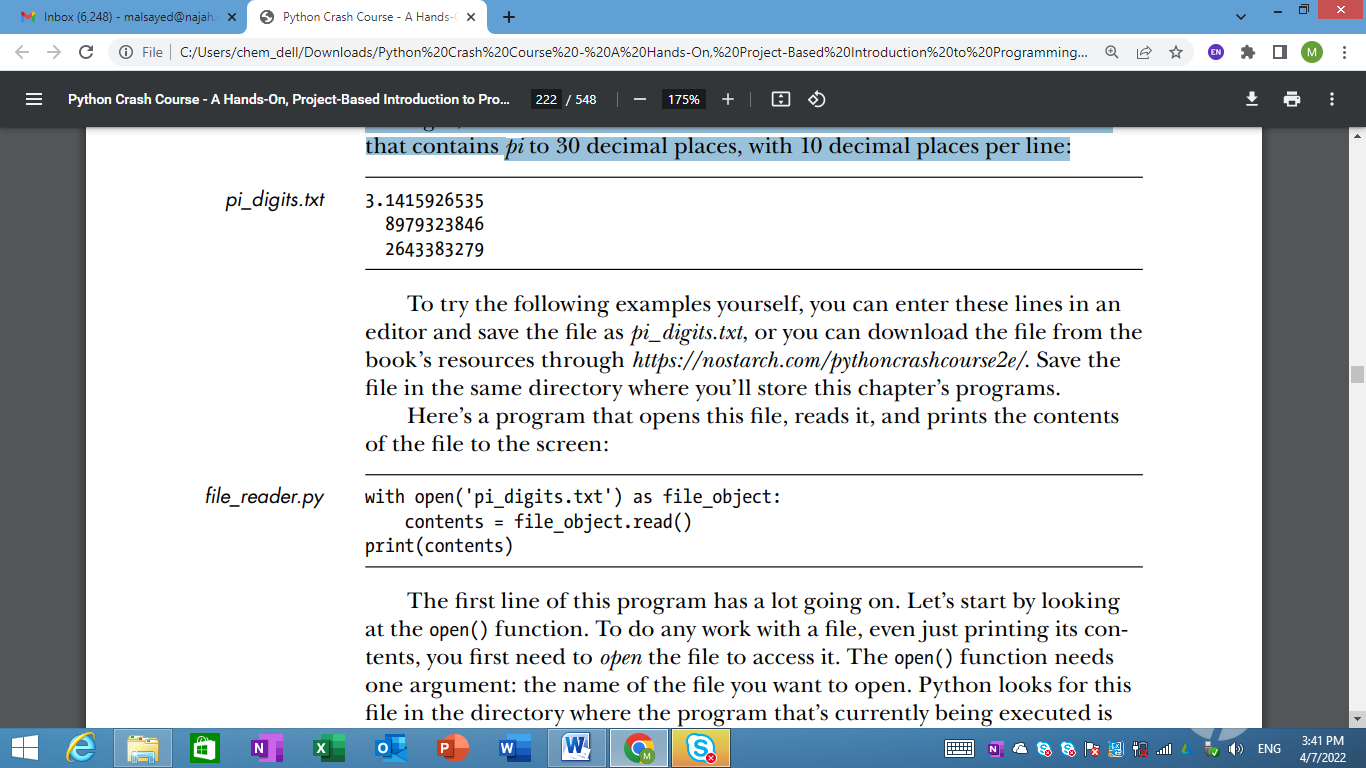 Inbox (6,248) - malsayed@najah.
Python Crash Course - A Hands-O
File C:/Users/chem_dell/Downloads/Python%20Crash%20Course%20-%20A%20Hands-On,%20Project-Based%20Introduction%20to%20Programming...
EN
M
Python Crash Course - A Hands-On, Project-Based Introduction to Pro...
222 / 548
175%
that contains pi to 30 decimal places, with 10 decimal places per line:
pi_digits.txt
3.1415926535
8979323846
2643383279
To try the following examples yourself, you can enter these lines in an
editor and save the file as pi_digits.txt, or you can download the file from the
book's resources through https://nostarch.com/pythoncrashcourse2e/. Save the
file in the same directory where you'll store this chapter's programs.
Here's a program that opens this file, reads it, and prints the contents
of the file to the screen:
file_reader.py
with open('pi_digits.txt') as file_object:
    contents = file_object.read()
print(contents)
The first line of this program has a lot going on. Let's start by looking
at the open() function. To do any work with a file, even just printing its con-
tents, you first need to open the file to access it. The open() function needs
one argument: the name of the file you want to open. Python looks for this
file in the directory where the program that's currently being executed is
ENG
3:41 PM
4/7/2022